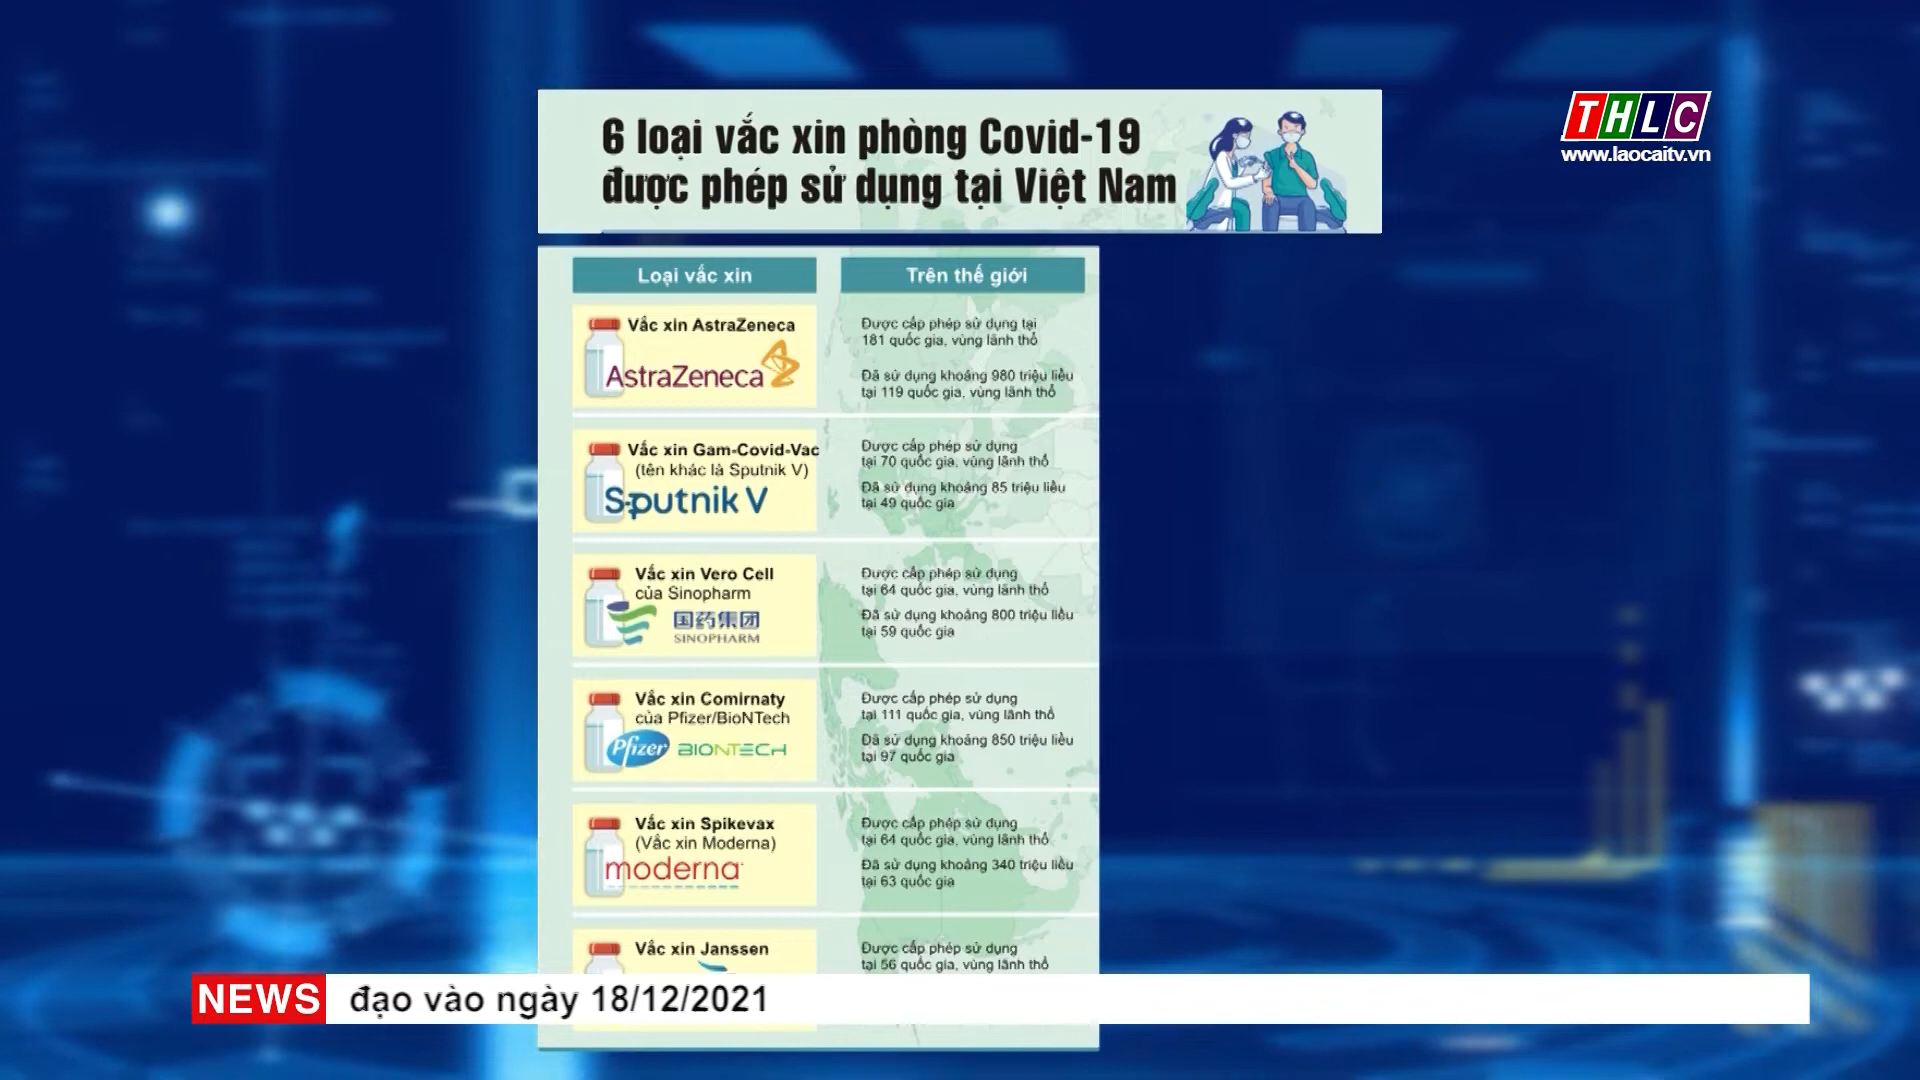 6 loại vắc xin phòng Covid-19
được phép sử dụng tại Việt Nam
THLC
www.laocaitv.vn
Loại vắc xin
Trên thế giới
Vắc xin AstraZeneca
AstraZeneca
Được cấp phép sử dụng tại
181 quốc gia, vùng lãnh thổ
Đã sử dụng khoảng 980 triệu liều
tại 119 quốc gia, vùng lãnh thổ
Vắc xin Gam-Covid-Vac
(tên khác là Sputnik V)
Sputnik V
Được cấp phép sử dụng
tại 70 quốc gia, vùng lãnh thổ
Đã sử dụng khoảng 85 triệu liều
tại 49 quốc gia
Vắc xin Vero Cell
của Sinopharm
国药集团
SINOPHARM
Được cấp phép sử dụng
tại 64 quốc gia, vùng lãnh thổ
Đã sử dụng khoảng 800 triệu liều
tại 59 quốc gia
Vắc xin Comirnaty
của Pfizer/BioNTech
Pfizer BIONTECH
Được cấp phép sử dụng
tại 111 quốc gia, vùng lãnh thổ
Đã sử dụng khoảng 850 triệu liều
tại 97 quốc gia
Vắc xin Spikevax
(Vắc xin Moderna)
moderna
Được cấp phép sử dụng
tại 64 quốc gia, vùng lãnh thổ
Đã sử dụng khoảng 340 triệu liều
tại 63 quốc gia
Vắc xin Janssen
Được cấp phép sử dụng
tại 56 quốc gia, vùng lãnh thổ
NEWS đạo vào ngày 18/12/2021